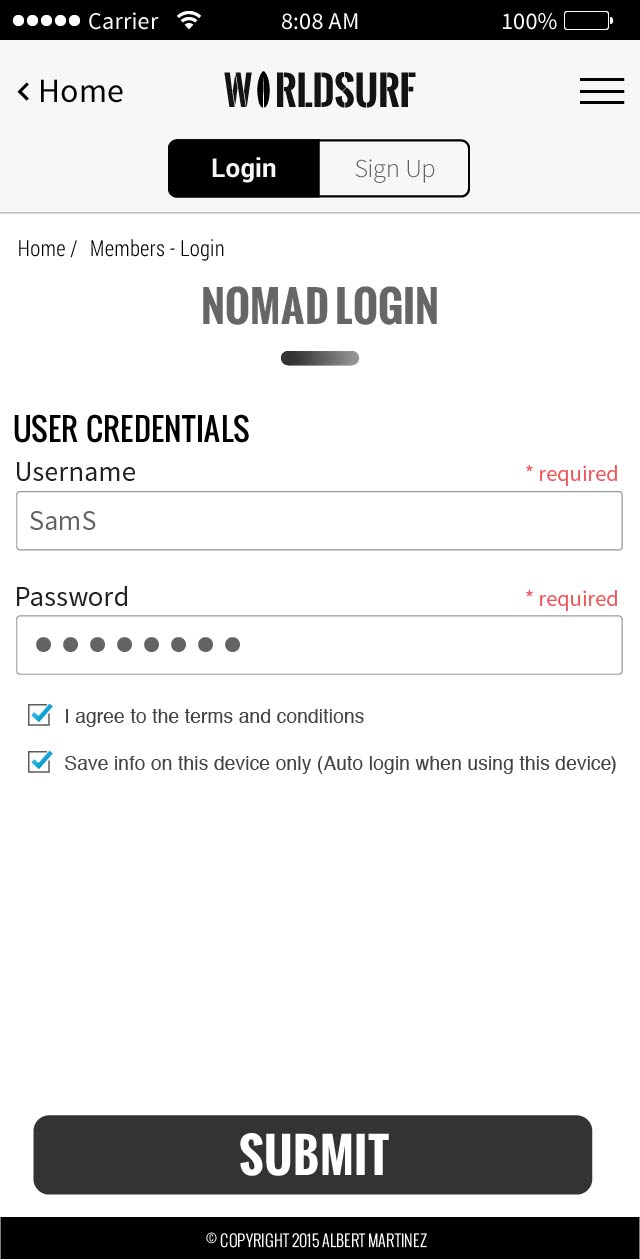 Carrier 8:08 AM 100%
< Home WORLDSURF
Login Sign Up
Home / Members - Login
NOMAD LOGIN
USER CREDENTIALS
Username * required
SamS
Password * required
●●●●●●●●
I agree to the terms and conditions
Save info on this device only (Auto login when using this device)
SUBMIT
© COPYRIGHT 2015 ALBERT MARTINEZ